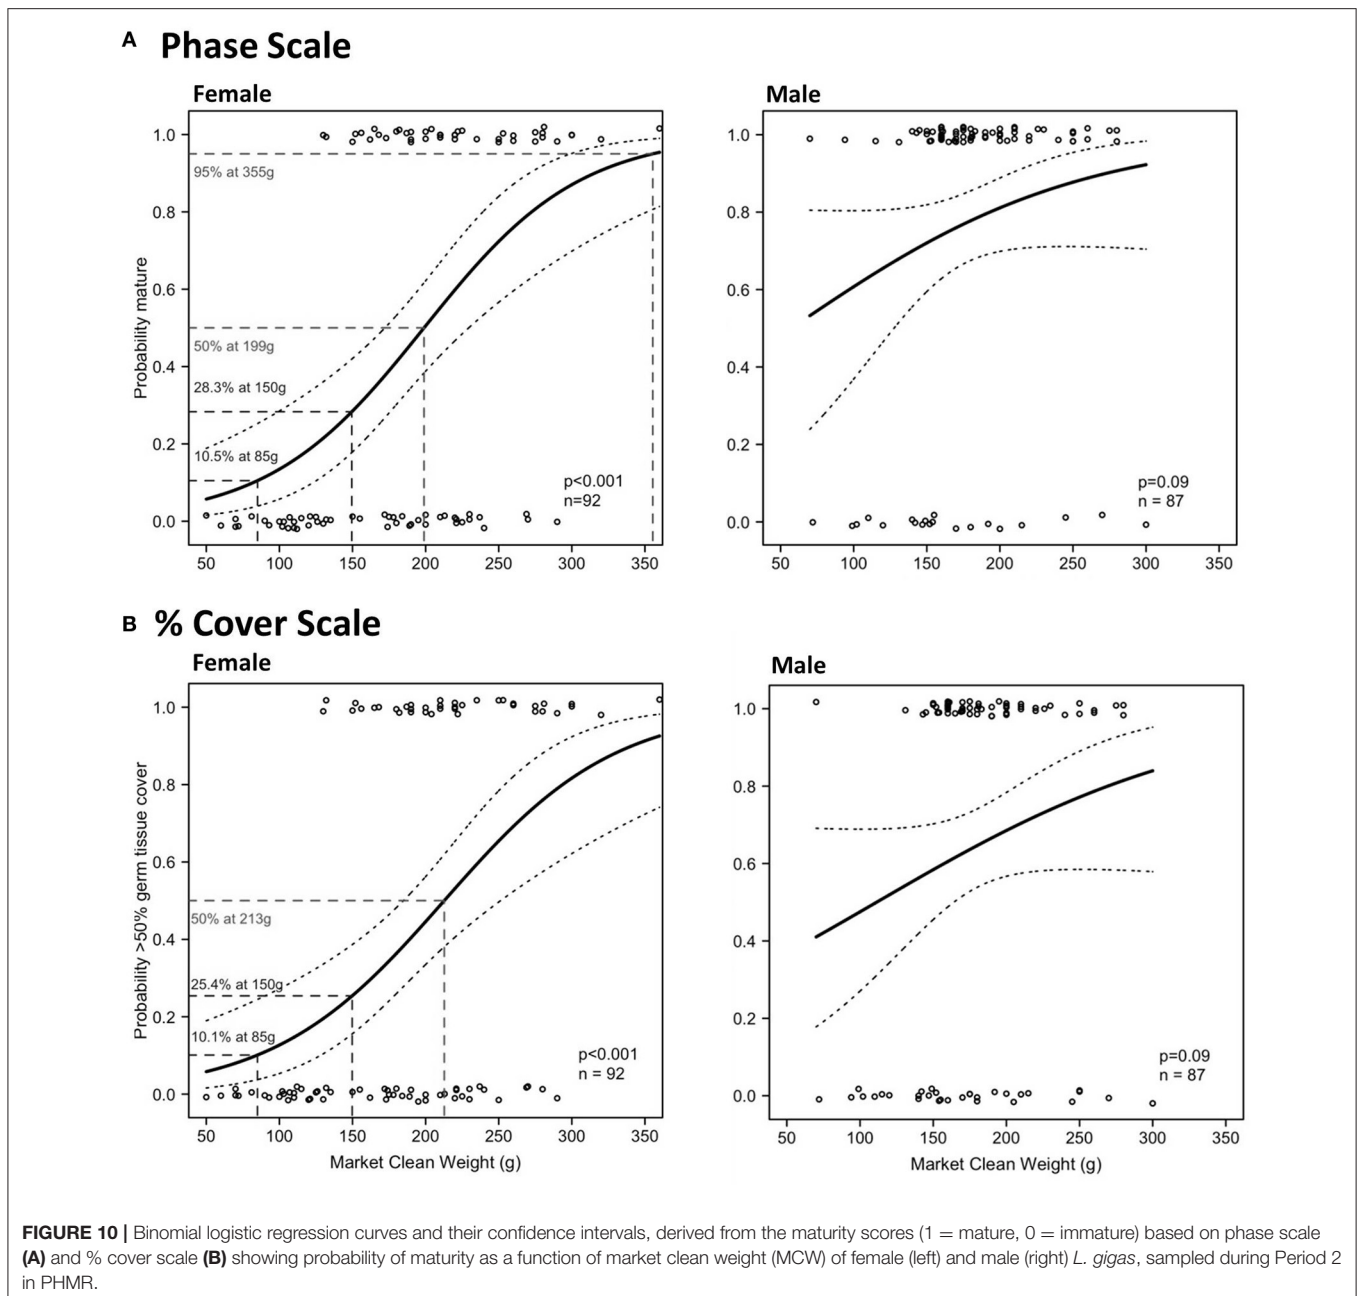 A Phase Scale
Female
Male
Probability mature
1.0
0.8
0.6
0.4
0.2
0.0
95% at 355g
50% at 199g
28.3% at 150g
10.5% at 85g
p<0.001
n=92
50 100 150 200 250 300 350
1.0
0.8
0.6
0.4
0.2
0.0
p=0.09
n = 87
50 100 150 200 250 300 350
B % Cover Scale
Female
Male
Probability >50% germ tissue cover
1.0
0.8
0.6
0.4
0.2
0.0
50% at 213g
25.4% at 150g
10.1% at 85g
p<0.001
n = 92
50 100 150 200 250 300 350
Market Clean Weight (g)
1.0
0.8
0.6
0.4
0.2
0.0
p=0.09
n = 87
50 100 150 200 250 300 350
Market Clean Weight (g)
FIGURE 10 | Binomial logistic regression curves and their confidence intervals, derived from the maturity scores (1 = mature, 0 = immature) based on phase scale
(A) and % cover scale (B) showing probability of maturity as a function of market clean weight (MCW) of female (left) and male (right) L. gigas, sampled during Period 2
in PHMR.